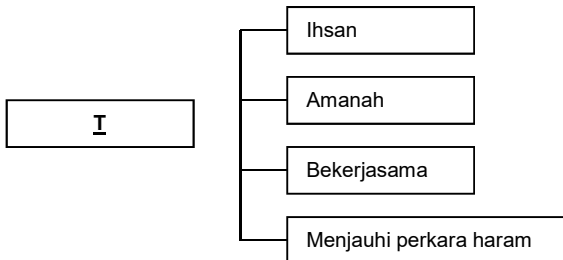 T
Ihsan
Amanah
Bekerjasama
Menjauhi perkara haram